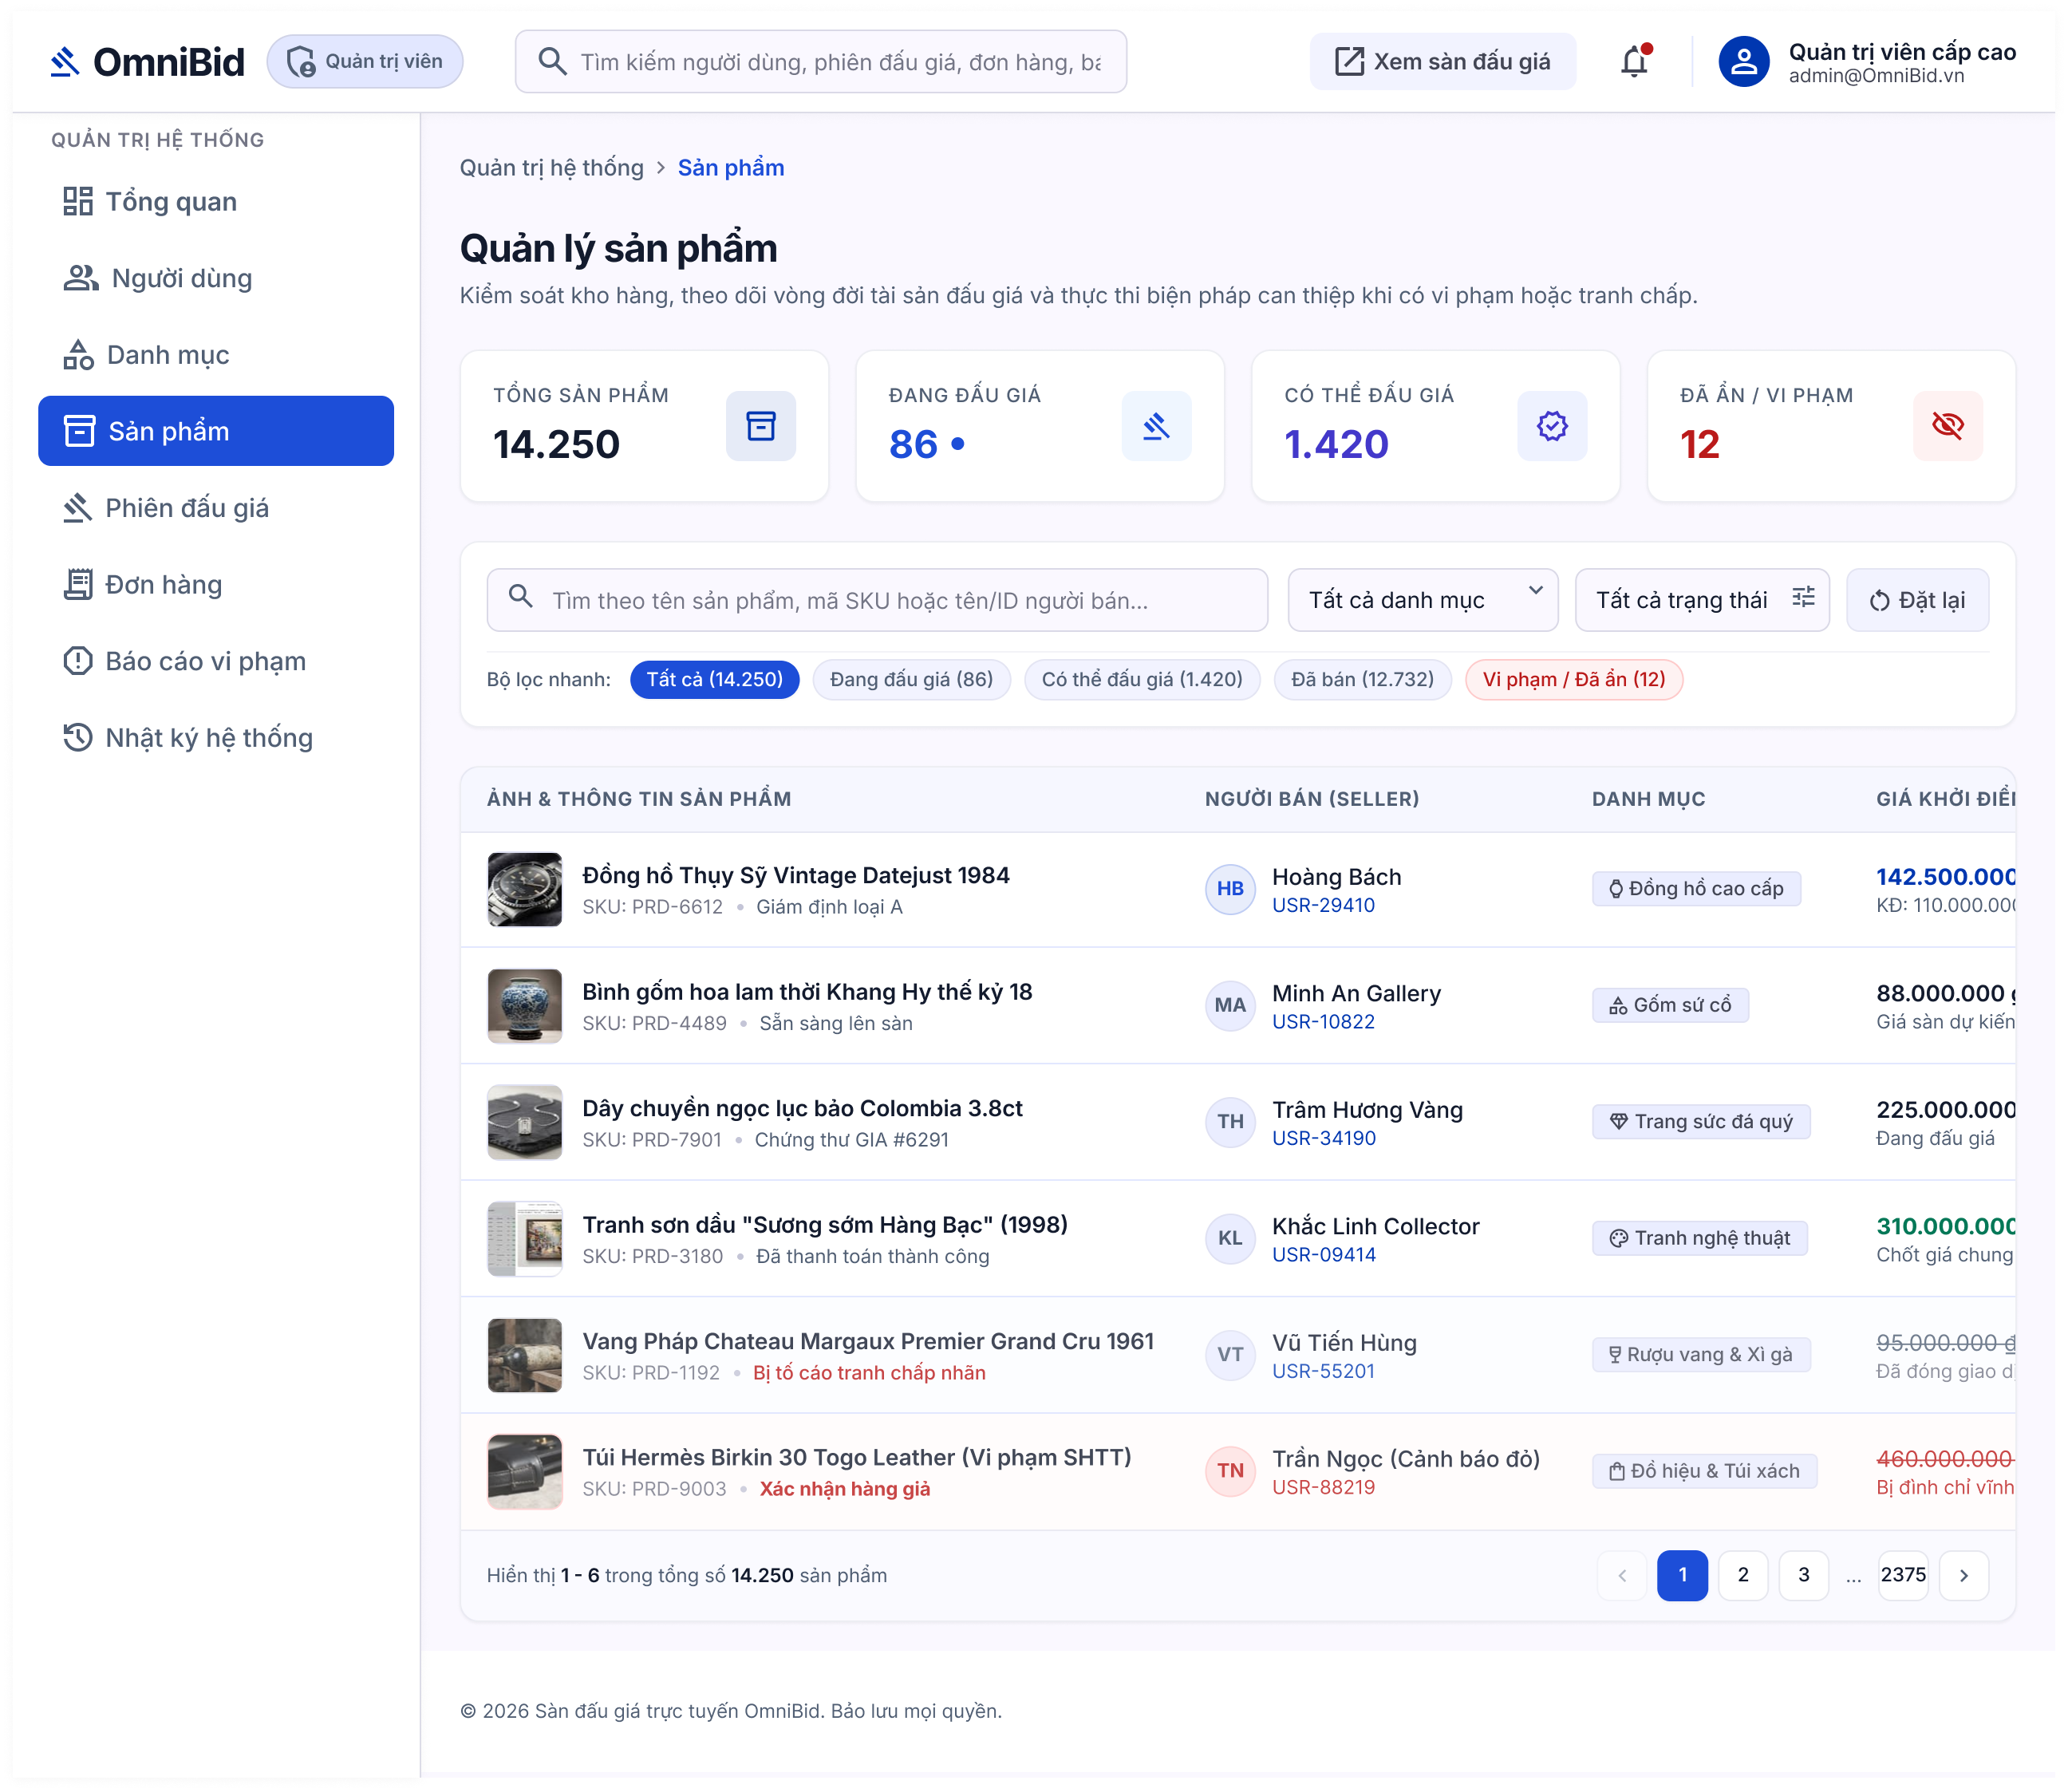 OmniBid
Quản trị viên
Tìm kiếm người dùng, phiên đấu giá, đơn hàng, bá
Xem sàn đấu giá
Quản trị viên cấp cao
admin@OmniBid.vn
QUẢN TRỊ HỆ THỐNG
Tổng quan
Người dùng
Danh mục
Sản phẩm
Phiên đấu giá
Đơn hàng
Báo cáo vi phạm
Nhật ký hệ thống
Quản trị hệ thống > Sản phẩm
Quản lý sản phẩm
Kiểm soát kho hàng, theo dõi vòng đời tài sản đấu giá và thực thi biện pháp can thiệp khi có vi phạm hoặc tranh chấp.
TỔNG SẢN PHẨM
14.250
ĐANG ĐẤU GIÁ
86 •
CÓ THỂ ĐẤU GIÁ
1.420
ĐÃ ẨN / VI PHẠM
12
Tìm theo tên sản phẩm, mã SKU hoặc tên/ID người bán...
Tất cả danh mục
Tất cả trạng thái
Đặt lại
Bộ lọc nhanh:
Tất cả (14.250)
Đang đấu giá (86)
Có thể đấu giá (1.420)
Đã bán (12.732)
Vi phạm / Đã ẩn (12)
ẢNH & THÔNG TIN SẢN PHẨM
NGƯỜI BÁN (SELLER)
DANH MỤC
GIÁ KHỞI ĐIỂ
Đồng hồ Thụy Sỹ Vintage Datejust 1984
SKU: PRD-6612 • Giám định loại A
HB
Hoàng Bách
USR-29410
Đồng hồ cao cấp
142.500.000
KĐ: 110.000.000
Bình gốm hoa lam thời Khang Hy thế kỷ 18
SKU: PRD-4489 • Sẵn sàng lên sàn
MA
Minh An Gallery
USR-10822
Gốm sứ cổ
88.000.000
Giá sàn dự kiến
Dây chuyền ngọc lục bảo Colombia 3.8ct
SKU: PRD-7901 • Chứng thư GIA #6291
TH
Trâm Hương Vàng
USR-34190
Trang sức đá quý
225.000.000
Đang đấu giá
Tranh sơn dầu "Sương sớm Hàng Bạc" (1998)
SKU: PRD-3180 • Đã thanh toán thành công
KL
Khắc Linh Collector
USR-09414
Tranh nghệ thuật
310.000.000
Chốt giá chung
Vang Pháp Chateau Margaux Premier Grand Cru 1961
SKU: PRD-1192 • Bị tố cáo tranh chấp nhãn
VT
Vũ Tiến Hùng
USR-55201
Rượu vang & Xì gà
95.000.000 ₫
Đã đóng giao d
Túi Hermès Birkin 30 Togo Leather (Vi phạm SHTT)
SKU: PRD-9003 • Xác nhận hàng giả
TN
Trần Ngọc (Cảnh báo đỏ)
USR-88219
Đồ hiệu & Túi xách
460.000.000
Bị đình chỉ vĩnh
Hiển thị 1 - 6 trong tổng số 14.250 sản phẩm
1
2
3
...
2375
© 2026 Sàn đấu giá trực tuyến OmniBid. Bảo lưu mọi quyền.